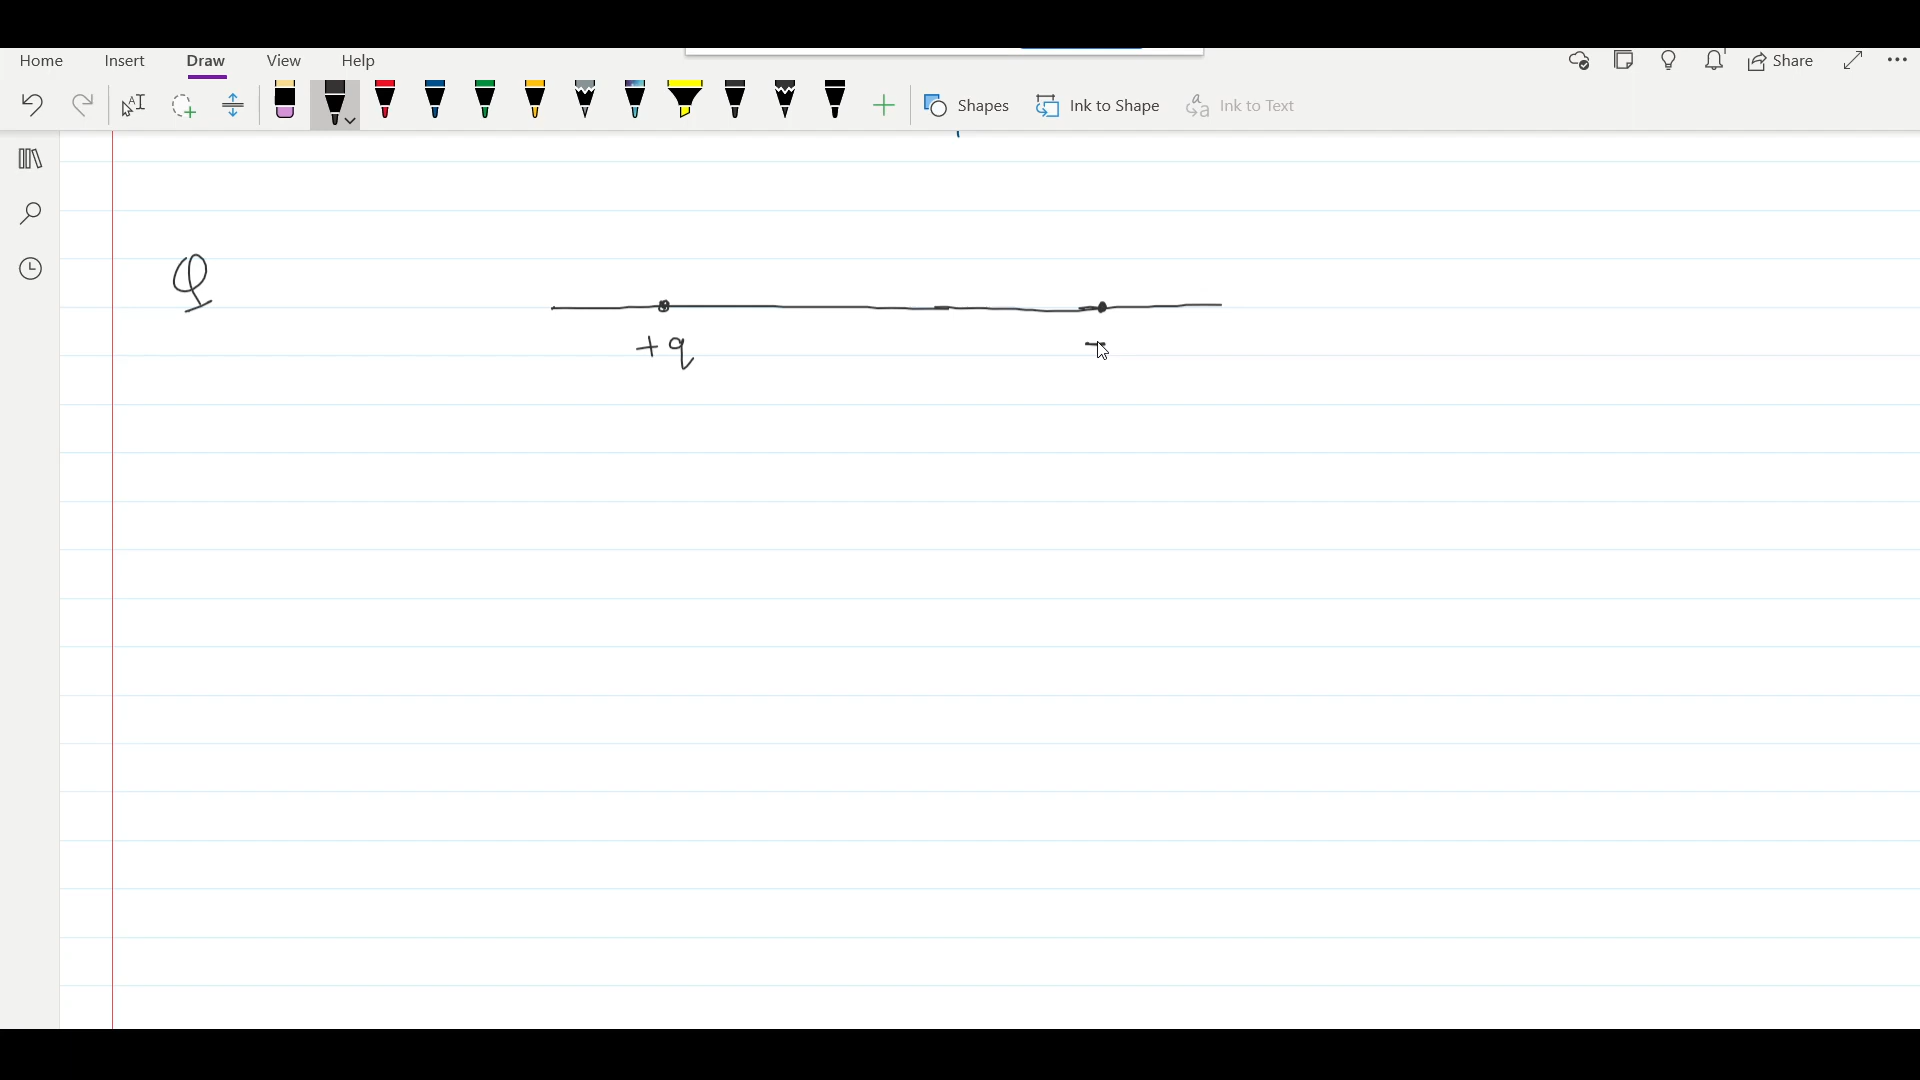 Home Insert Draw View Help Share
Shapes Ink to Shape Ink to Text
Q
+q −